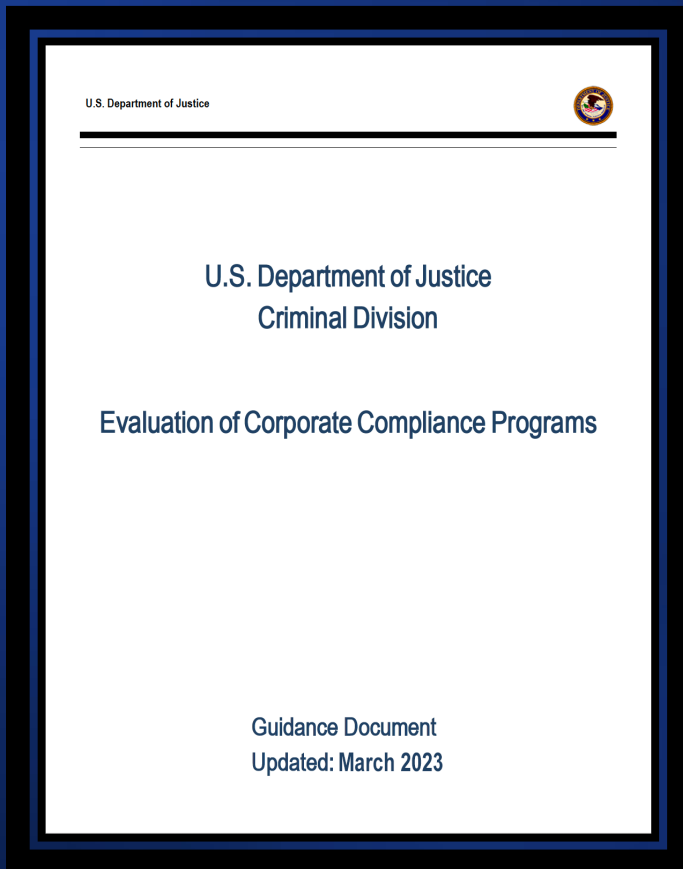 U.S. Department of Justice
U.S. Department of Justice
Criminal Division
Evaluation of Corporate Compliance Programs
Guidance Document
Updated: March 2023